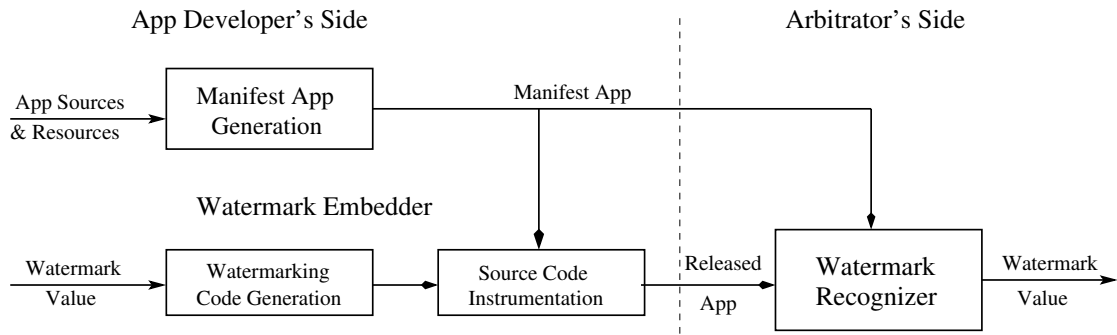 App Developer's Side
Arbitrator's Side
App Sources
& Resources
Manifest App
Generation
Manifest App
Watermark Embedder
Watermark
Value
Watermarking
Code Generation
Source Code
Instrumentation
Released
App
Watermark
Recognizer
Watermark
Value